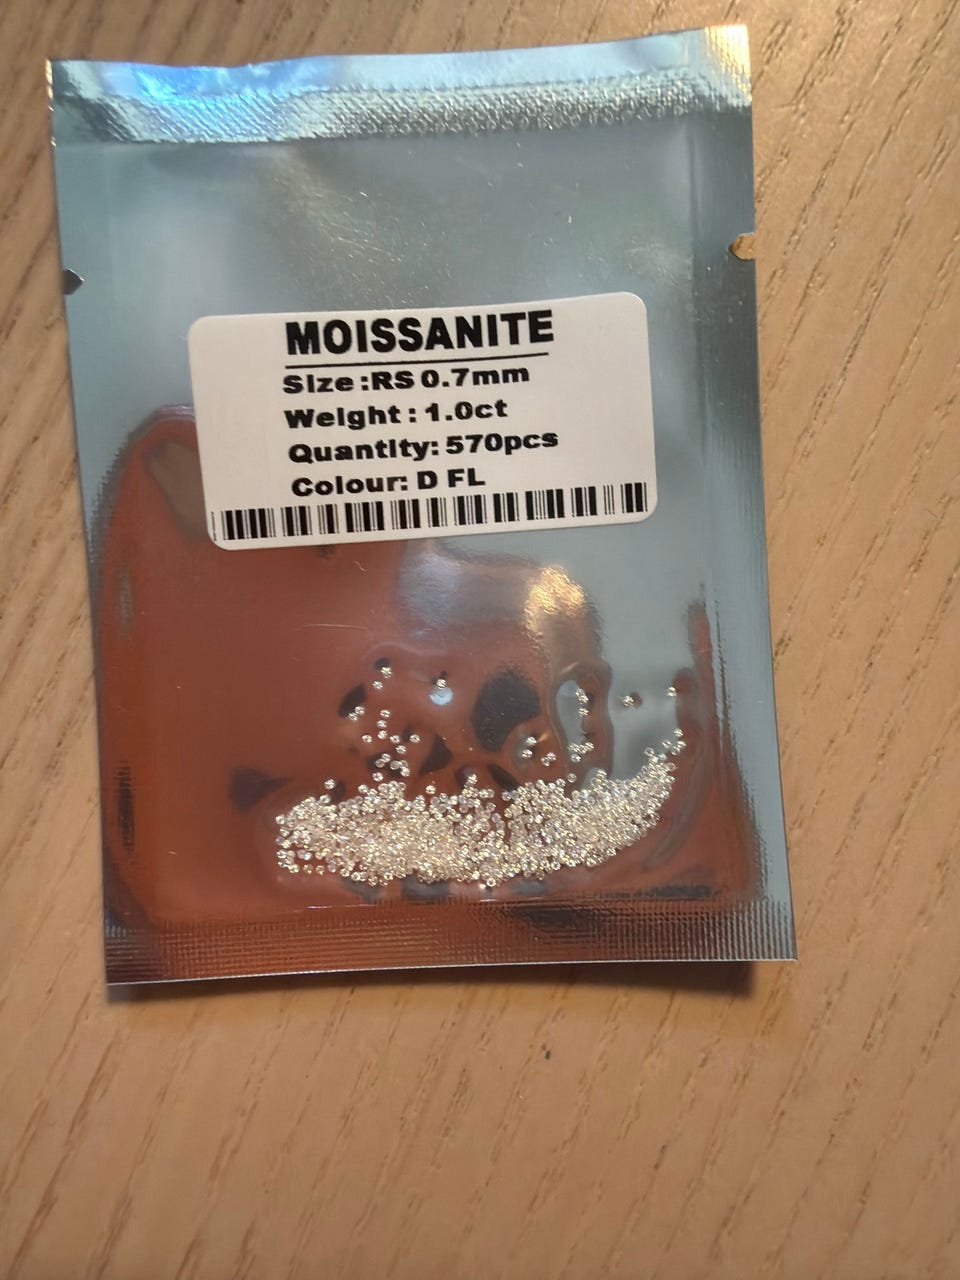 MOISSANITE
Size :RS 0.7mm
Weight : 1.0ct
Quantity: 570pcs
Colour: D FL